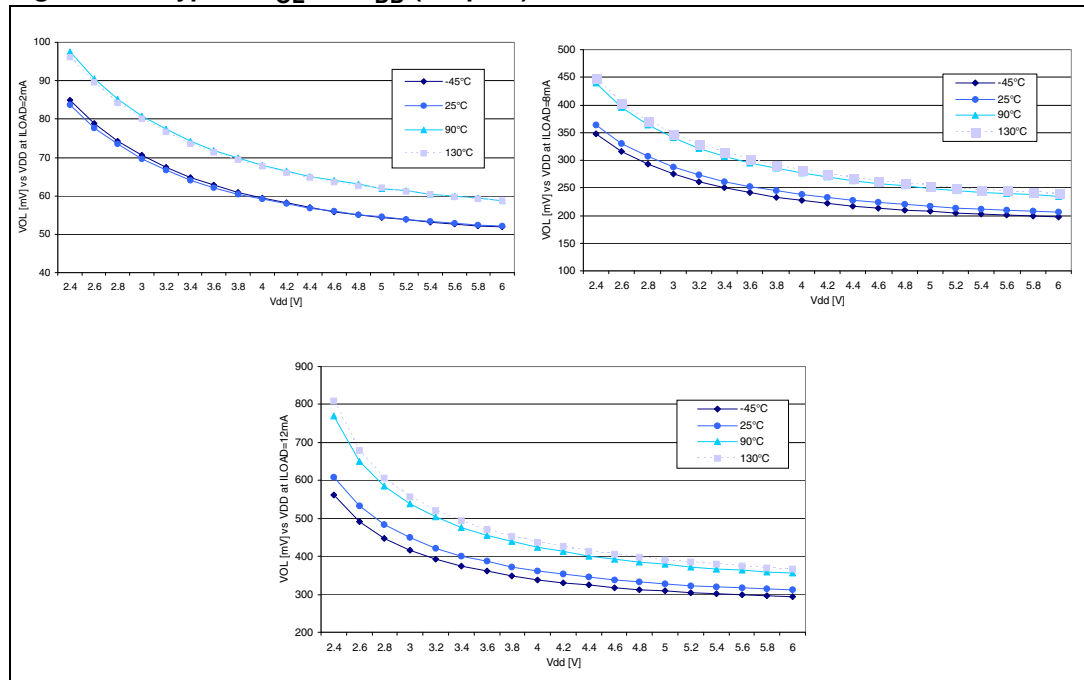 VOL [mV] vs VDD at ILOAD=2mA
100
90
80
70
60
50
40
-45°C
25°C
90°C
130°C
2.4 2.6 2.8 3 3.2 3.4 3.6 3.8 4 4.2 4.4 4.6 4.8 5 5.2 5.4 5.6 5.8 6
Vdd [V]
VOL [mV] vs VDD at ILOAD=8mA
500
450
400
350
300
250
200
150
100
-45°C
25°C
90°C
130°C
2.4 2.6 2.8 3 3.2 3.4 3.6 3.8 4 4.2 4.4 4.6 4.8 5 5.2 5.4 5.6 5.8 6
Vdd [V]
VOL [mV] vs VDD at ILOAD=12mA
900
800
700
600
500
400
300
200
-45°C
25°C
90°C
130°C
2.4 2.6 2.8 3 3.2 3.4 3.6 3.8 4 4.2 4.4 4.6 4.8 5 5.2 5.4 5.6 5.8 6
Vdd [V]